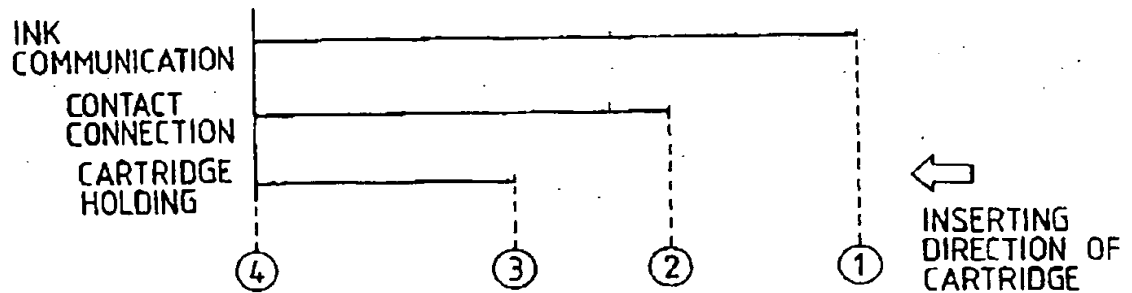 INK
COMMUNICATION
CONTACT
CONNECTION
CARTRIDGE
HOLDING
INSERTING
DIRECTION OF
CARTRIDGE
4
3
2
1